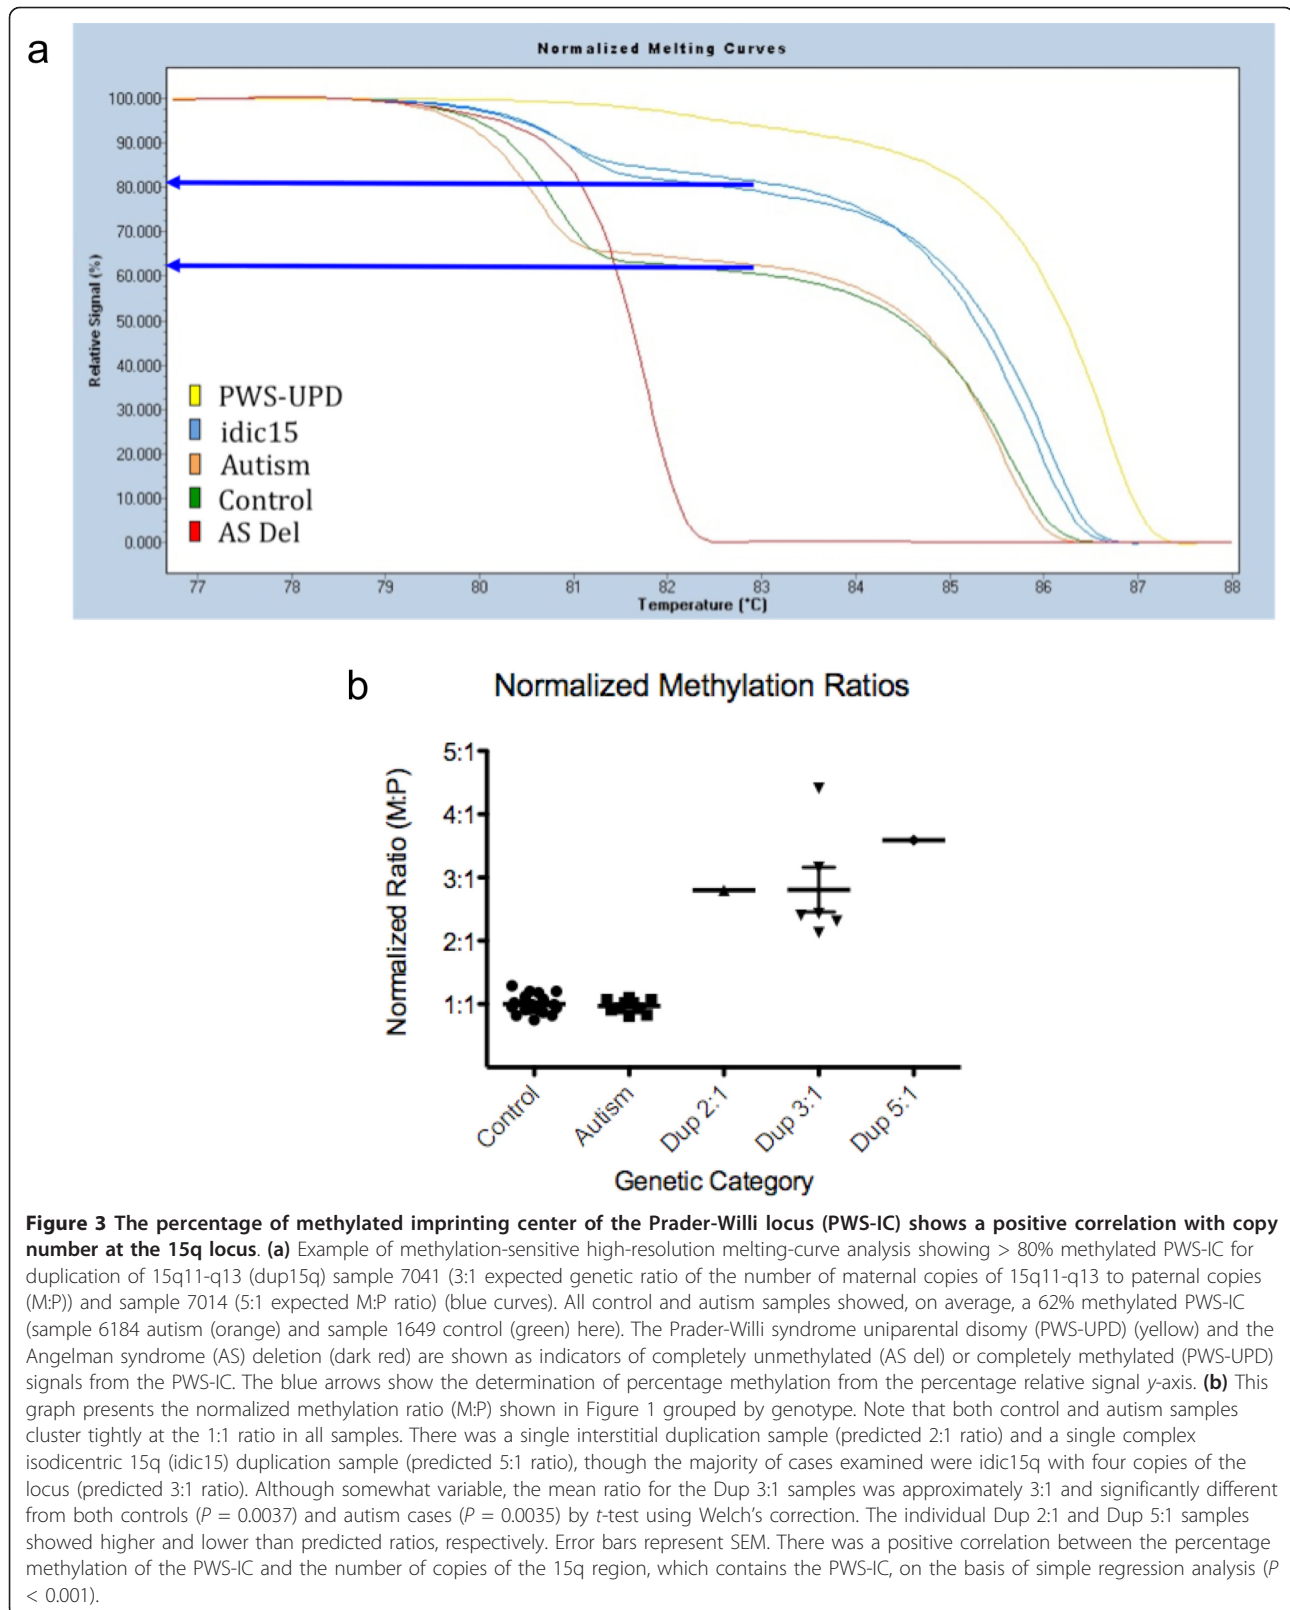 a
Normalized Melting Curves
100.000
90.000
80.000
70.000
60.000
50.000
40.000
30.000
20.000
10.000
0.000
Relative Signal (%)
PWS-UPD
idic15
Autism
Control
AS Del
77 78 79 80 81 82 83 84 85 86 87 88
Temperature (°C)
b
Normalized Methylation Ratios
5:1
4:1
3:1
2:1
1:1
Normalized Ratio (M:P)
Control Autism Dup 2:1 Dup 3:1 Dup 5:1
Genetic Category
Figure 3 The percentage of methylated imprinting center of the Prader-Willi locus (PWS-IC) shows a positive correlation with copy
number at the 15q locus. (a) Example of methylation-sensitive high-resolution melting-curve analysis showing > 80% methylated PWS-IC for
duplication of 15q11-q13 (dup15q) sample 7041 (3:1 expected genetic ratio of the number of maternal copies of 15q11-q13 to paternal copies
(M:P)) and sample 7014 (5:1 expected M:P ratio) (blue curves). All control and autism samples showed, on average, a 62% methylated PWS-IC
(sample 6184 autism (orange) and sample 1649 control (green) here). The Prader-Willi syndrome uniparental disomy (PWS-UPD) (yellow) and the
Angelman syndrome (AS) deletion (dark red) are shown as indicators of completely unmethylated (AS del) or completely methylated (PWS-UPD)
signals from the PWS-IC. The blue arrows show the determination of percentage methylation from the percentage relative signal y-axis. (b) This
graph presents the normalized methylation ratio (M:P) shown in Figure 1 grouped by genotype. Note that both control and autism samples
cluster tightly at the 1:1 ratio in all samples. There was a single interstitial duplication sample (predicted 2:1 ratio) and a single complex
isodicentric 15q (idic15) duplication sample (predicted 5:1 ratio), though the majority of cases examined were idic15q with four copies of the
locus (predicted 3:1 ratio). Although somewhat variable, the mean ratio for the Dup 3:1 samples was approximately 3:1 and significantly different
from both controls (P = 0.0037) and autism cases (P = 0.0035) by t-test using Welch's correction. The individual Dup 2:1 and Dup 5:1 samples
showed higher and lower than predicted ratios, respectively. Error bars represent SEM. There was a positive correlation between the percentage
methylation of the PWS-IC and the number of copies of the 15q region, which contains the PWS-IC, on the basis of simple regression analysis (P
< 0.001).